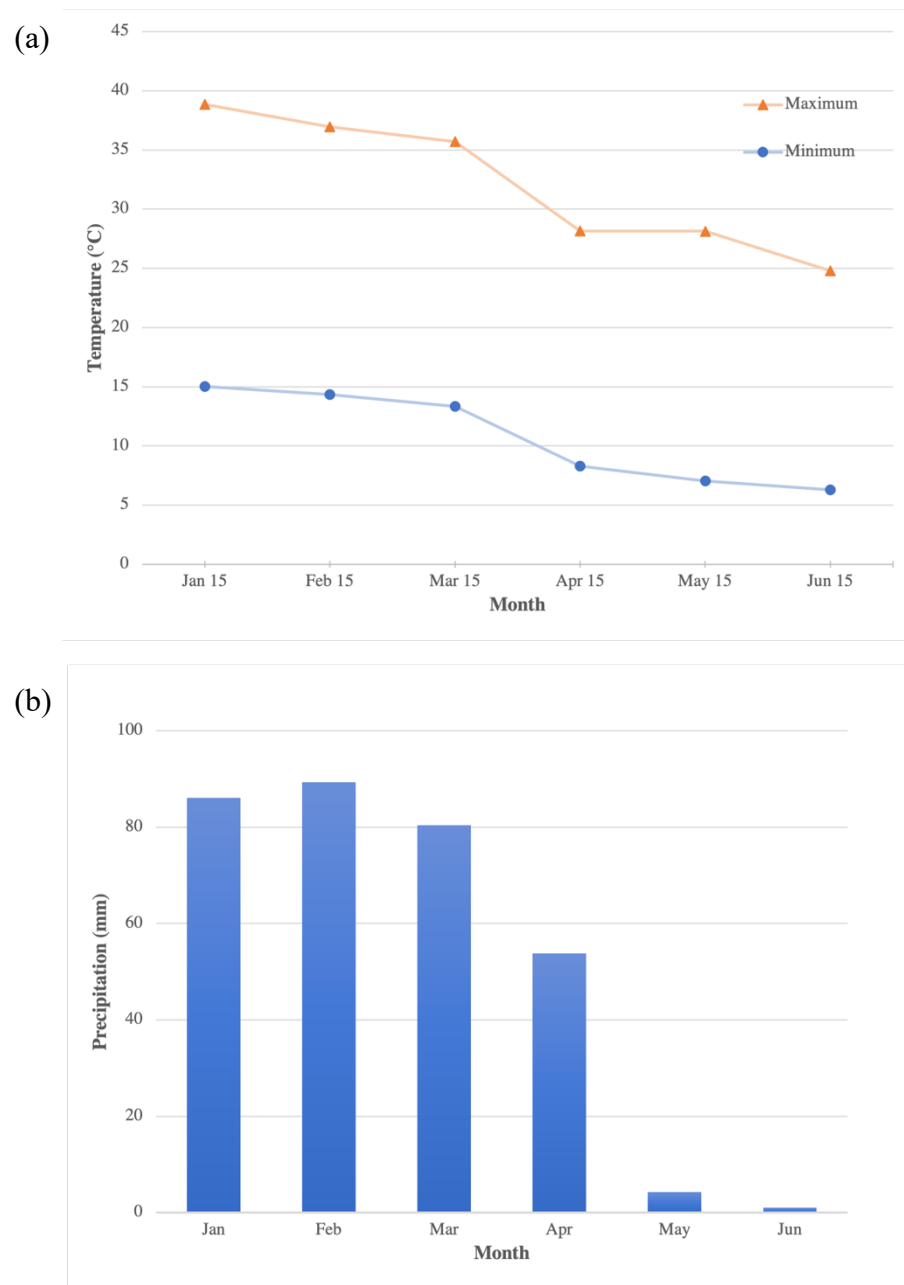 (a)
45
40
35
30
25
20
15
10
5
0
Temperature (°C)
Maximum
Minimum
Jan 15 Feb 15 Mar 15 Apr 15 May 15 Jun 15
Month
(b)
100
80
60
40
20
0
Precipitation (mm)
Jan Feb Mar Apr May Jun
Month